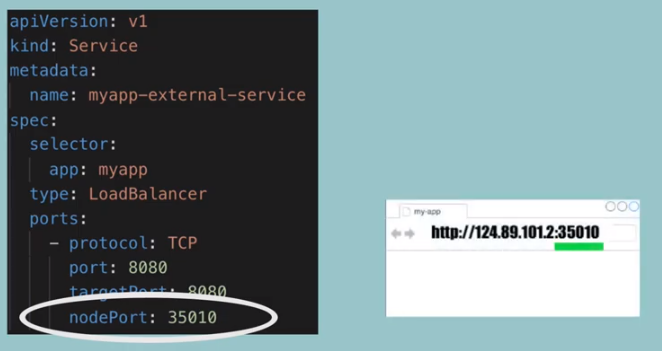 apiVersion: v1
kind: Service
metadata:
name: myapp-external-service
spec:
selector:
app: myapp
type: LoadBalancer
ports:
- protocol: TCP
port: 8080
targetPort: 8080
nodePort: 35010
my-app
http://124.89.101.2:35010